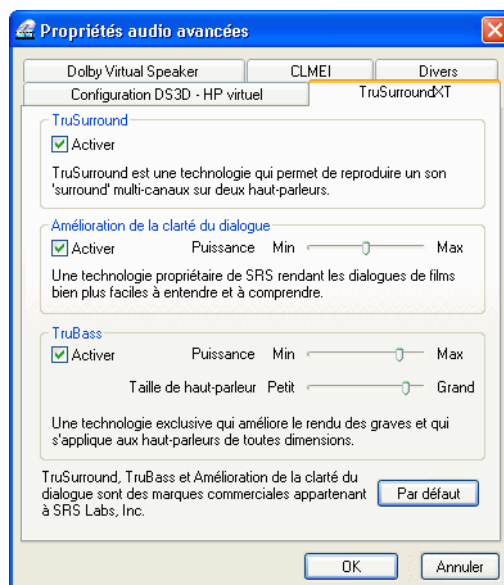 Propriétés audio avancées
Dolby Virtual Speaker CLMEI Divers
Configuration DS3D - HP virtuel TruSurroundXT
TruSurround
Activer
TruSurround est une technologie qui permet de reproduire un son
'surround' multi-canaux sur deux haut-parleurs.
Amélioration de la clarté du dialogue
Activer Puissance Min Max
Une technologie propriétaire de SRS rendant les dialogues de films
bien plus faciles à entendre et à comprendre.
TruBass
Activer Puissance Min Max
Taille de haut-parleur Petit Grand
Une technologie exclusive qui améliore le rendu des graves et qui
s'applique aux haut-parleurs de toutes dimensions.
TruSurround, TruBass et Amélioration de la clarté du
dialogue sont des marques commerciales appartenant
à SRS Labs, Inc.
Par défaut
OK Annuler